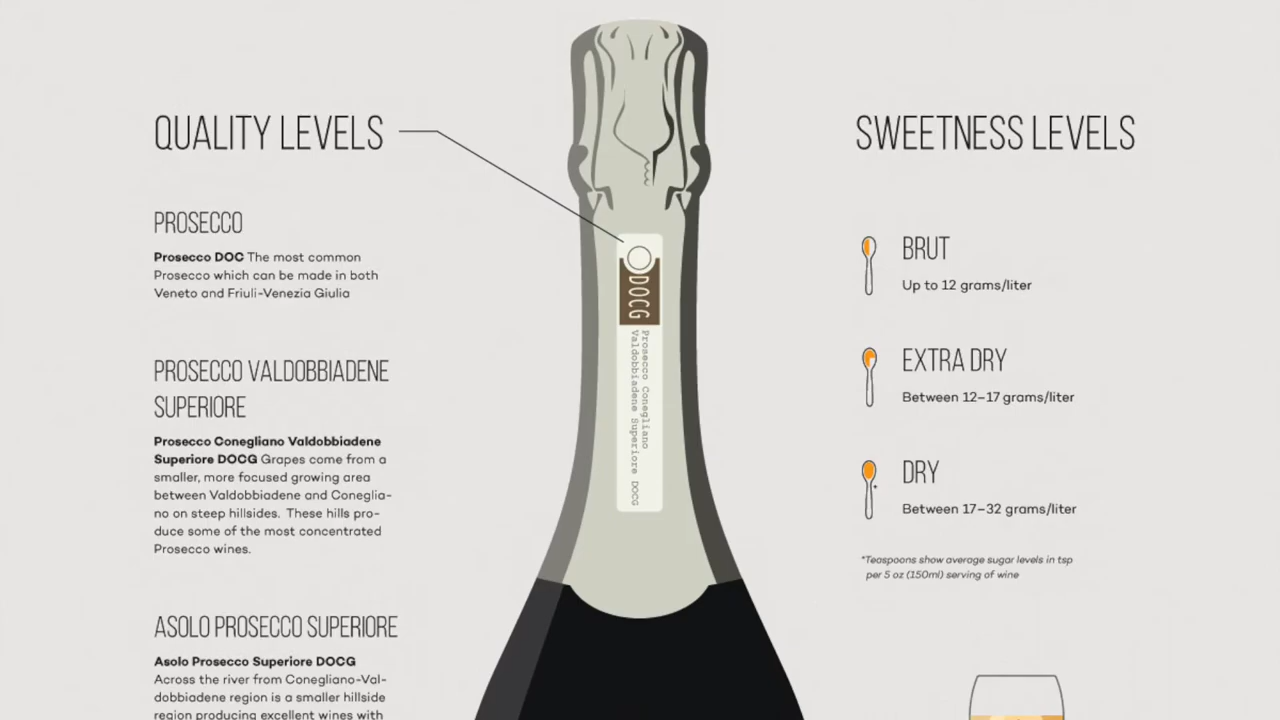 QUALITY LEVELS
PROSECCO
Prosecco DOC The most common
Prosecco which can be made in both
Veneto and Friuli-Venezia Giulia
PROSECCO VALDOBBIADENE
SUPERIORE
Prosecco Conegliano Valdobbiadene
Superiore DOCG Grapes come from a
smaller, more focused growing area
between Valdobbiadene and Coneglia-
no on steep hillsides. These hills pro-
duce some of the most concentrated
Prosecco wines.
ASOLO PROSECCO SUPERIORE
Asolo Prosecco Superiore DOCG
Across the river from Conegliano-Val-
dobbiadene region is a smaller hillside
region producing excellent wines with
DOCG
Prosecco Conegliano
Valdobbiadene Superiore DOCG
SWEETNESS LEVELS
BRUT
Up to 12 grams/liter
EXTRA DRY
Between 12–17 grams/liter
DRY
Between 17–32 grams/liter
*Teaspoons show average sugar levels in tsp
per 5 oz (150ml) serving of wine